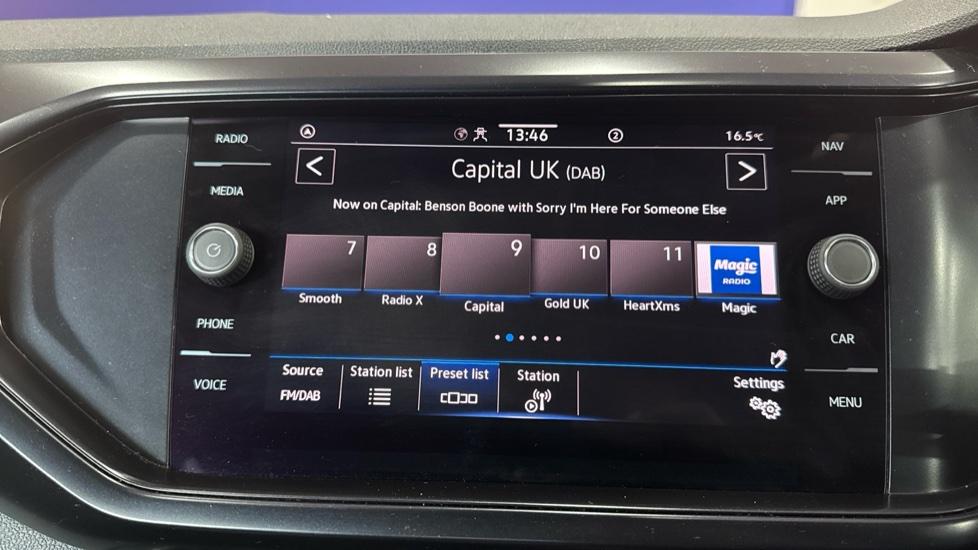 RADIO
MEDIA
PHONE
VOICE
13:46
2
16.5°C
Capital UK (DAB)
Now on Capital: Benson Boone with Sorry I'm Here For Someone Else
7 8 9 10 11
Magic
RADIO
Smooth Radio X Capital Gold UK HeartXms Magic
Source Station list Preset list Station Settings
FM/DAB
NAV
APP
CAR
MENU